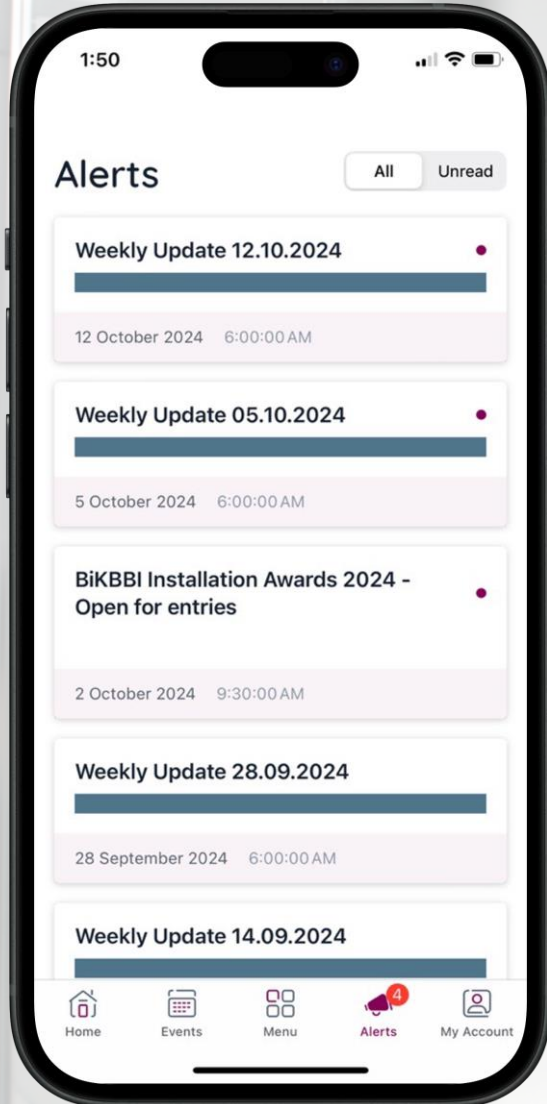 1:50
Alerts
All
Unread
Weekly Update 12.10.2024
12 October 2024 6:00:00 AM
Weekly Update 05.10.2024
5 October 2024 6:00:00 AM
BiKBBI Installation Awards 2024 -
Open for entries
2 October 2024 9:30:00 AM
Weekly Update 28.09.2024
28 September 2024 6:00:00 AM
Weekly Update 14.09.2024
4
Home
Events
Menu
Alerts
My Account